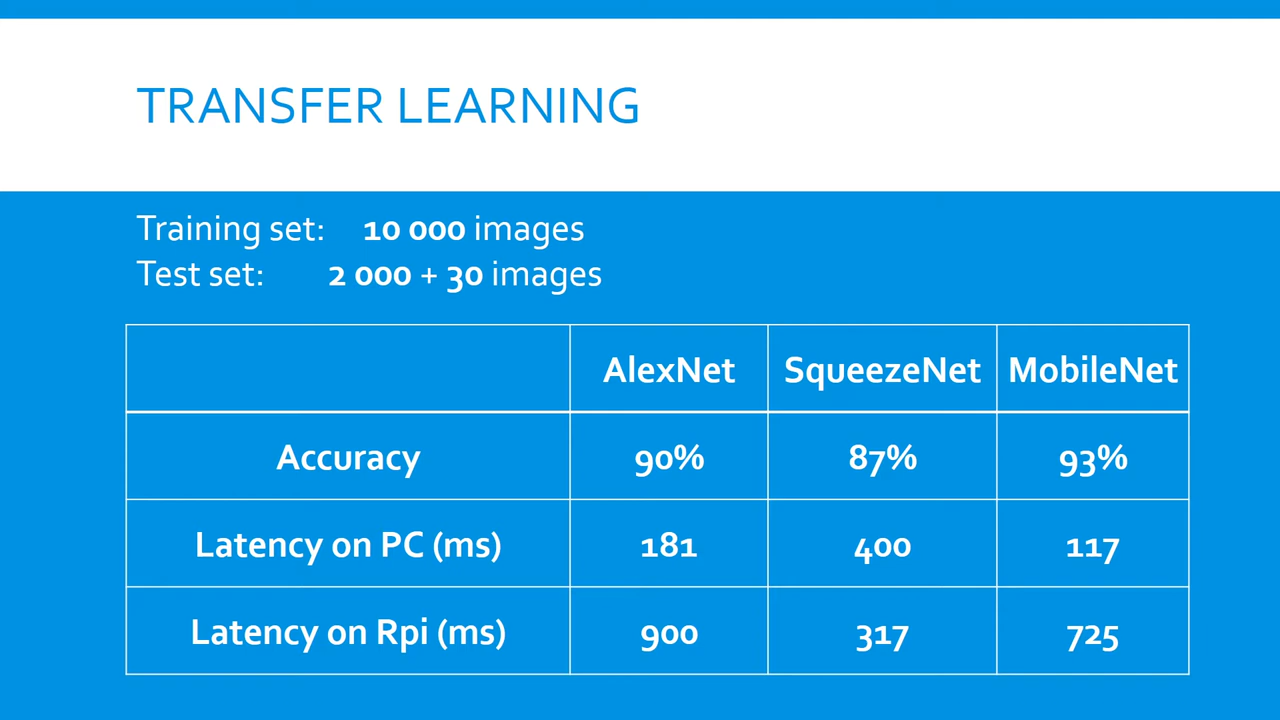 TRANSFER LEARNING
Training set: 10 000 images
Test set: 2 000 + 30 images
AlexNet SqueezeNet MobileNet
Accuracy 90% 87% 93%
Latency on PC (ms) 181 400 117
Latency on Rpi (ms) 900 317 725